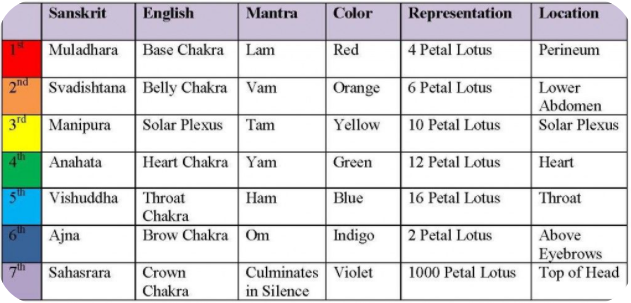 Sanskrit English Mantra Color Representation Location
1st Muladhara Base Chakra Lam Red 4 Petal Lotus Perineum
2nd Svadishtana Belly Chakra Vam Orange 6 Petal Lotus Lower
Abdomen
3rd Manipura Solar Plexus Tam Yellow 10 Petal Lotus Solar Plexus
4th Anahata Heart Chakra Yam Green 12 Petal Lotus Heart
5th Vishuddha Throat Ham Blue 16 Petal Lotus Throat
Chakra
6th Ajna Brow Chakra Om Indigo 2 Petal Lotus Above
Eyebrows
7th Sahasrara Crown Culminates Violet 1000 Petal Lotus Top of Head
Chakra in Silence